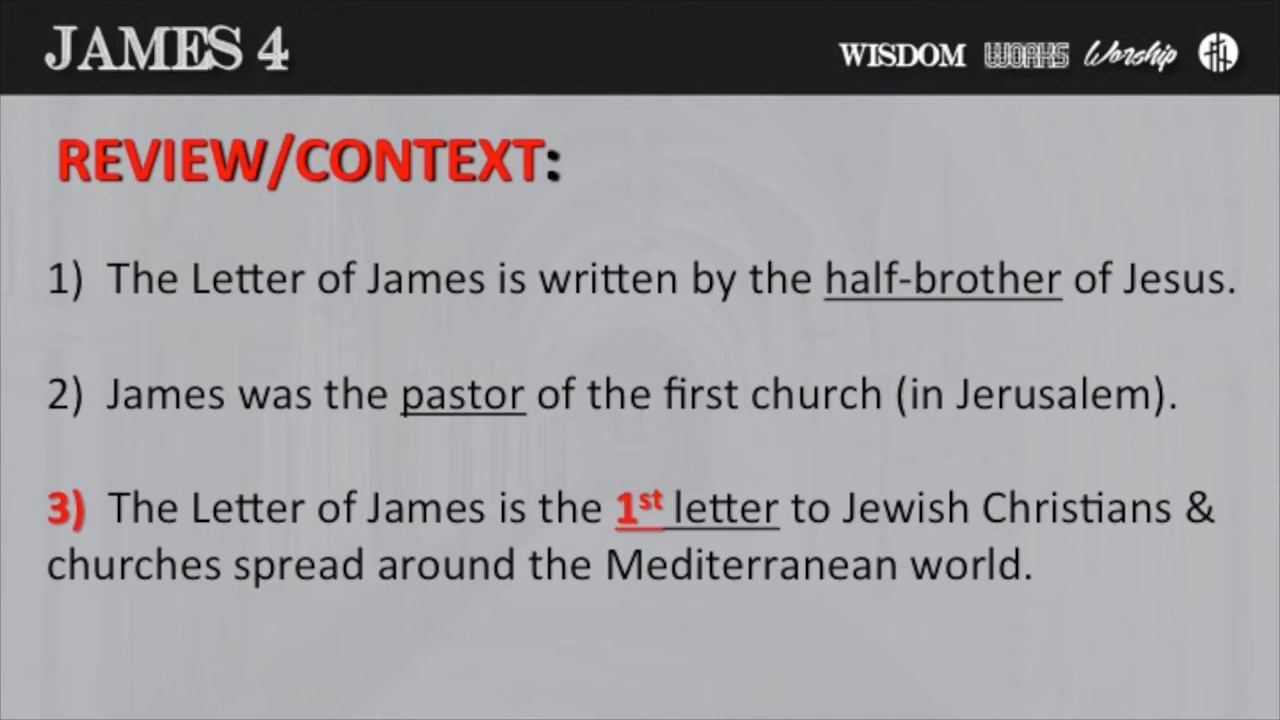 JAMES 4
WISDOM WORKS Worship
REVIEW/CONTEXT:
1) The Letter of James is written by the half-brother of Jesus.
2) James was the pastor of the first church (in Jerusalem).
3) The Letter of James is the 1st letter to Jewish Christians &
churches spread around the Mediterranean world.